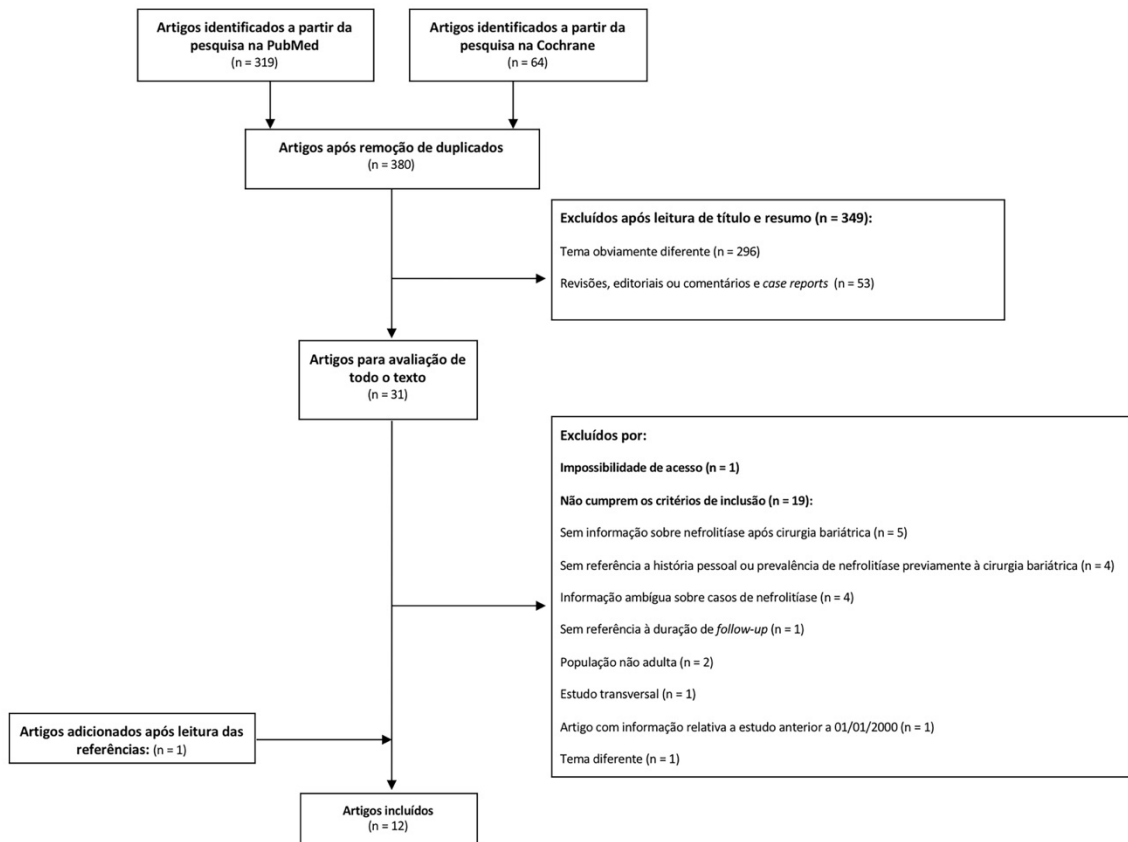 Artigos identificados a partir da
pesquisa na PubMed
(n = 319)
Artigos identificados a partir da
pesquisa na Cochrane
(n = 64)
Artigos após remoção de duplicados
(n = 380)
Excluídos após leitura de título e resumo (n = 349):
Tema obviamente diferente (n = 296)
Revisões, editoriais ou comentários e case reports (n = 53)
Artigos para avaliação de
todo o texto
(n = 31)
Excluídos por:
Impossibilidade de acesso (n = 1)
Não cumprem os critérios de inclusão (n = 19):
Sem informação sobre nefrolitíase após cirurgia bariátrica (n = 5)
Sem referência a história pessoal ou prevalência de nefrolitíase previamente à cirurgia bariátrica (n = 4)
Informação ambígua sobre casos de nefrolitíase (n = 4)
Sem referência à duração de follow-up (n = 1)
População não adulta (n = 2)
Estudo transversal (n = 1)
Artigo com informação relativa a estudo anterior a 01/01/2000 (n = 1)
Tema diferente (n = 1)
Artigos adicionados após leitura das
referências: (n = 1)
Artigos incluídos
(n = 12)